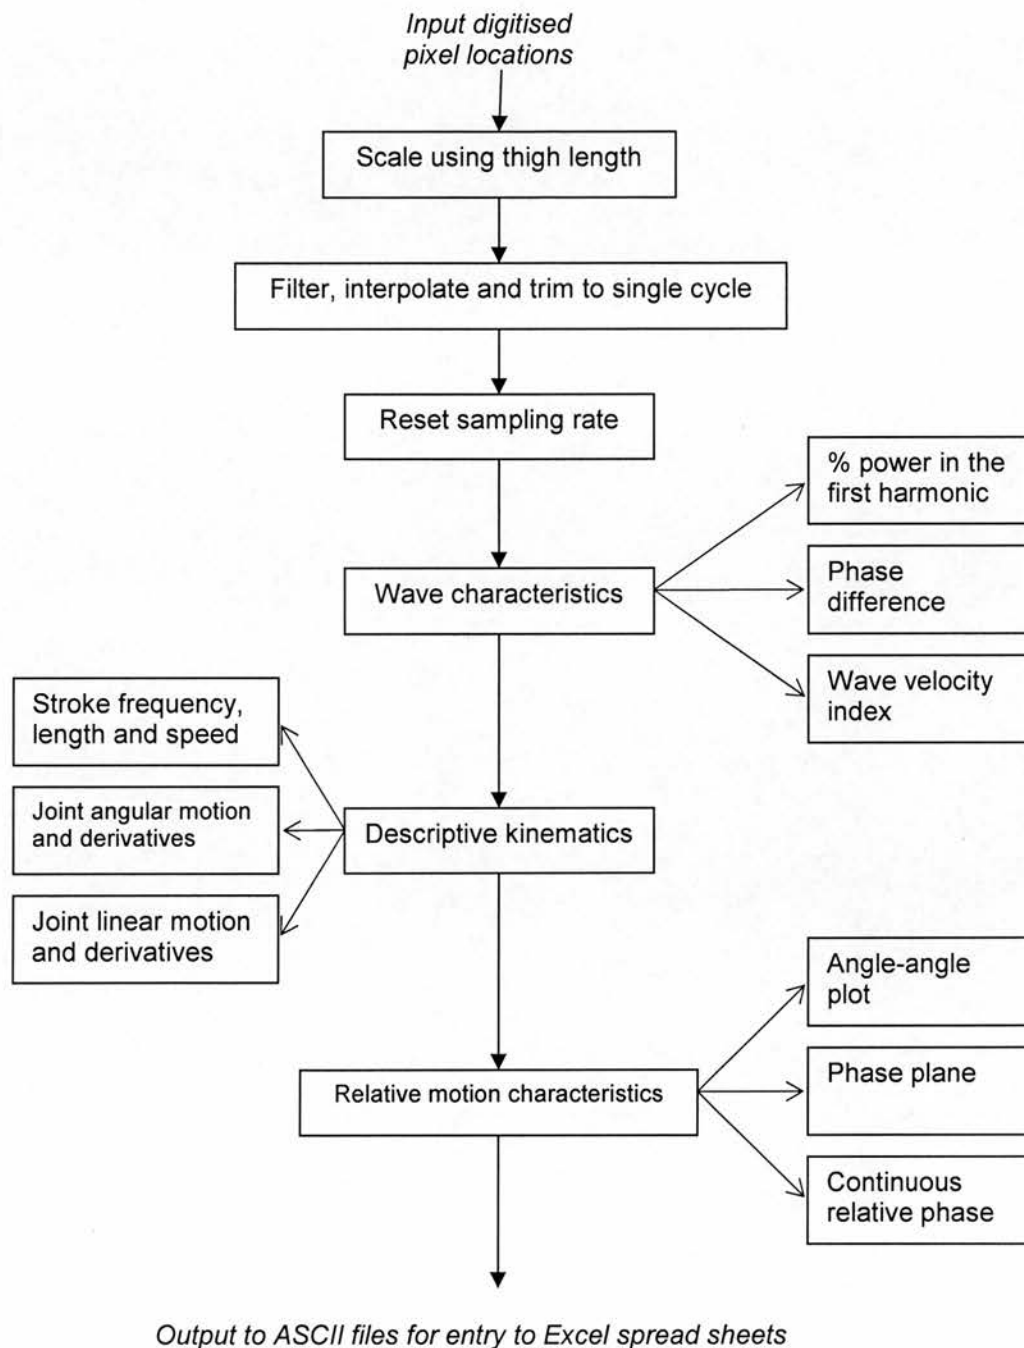 Input digitised
pixel locations
Scale using thigh length
Filter, interpolate and trim to single cycle
Reset sampling rate
% power in the
first harmonic
Wave characteristics
Phase
difference
Wave velocity
index
Stroke frequency,
length and speed
Joint angular motion
and derivatives
Descriptive kinematics
Joint linear motion
and derivatives
Angle-angle
plot
Relative motion characteristics
Phase plane
Continuous
relative phase
Output to ASCII files for entry to Excel spread sheets